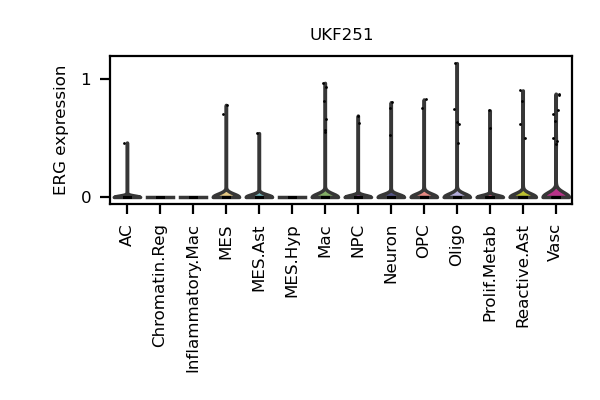 UKF251
ERG expression
1
0
AC
Chromatin.Reg
Inflammatory.Mac
MES
MES.Ast
MES.Hyp
Mac
NPC
Neuron
OPC
Oligo
Prolif.Metab
Reactive.Ast
Vasc